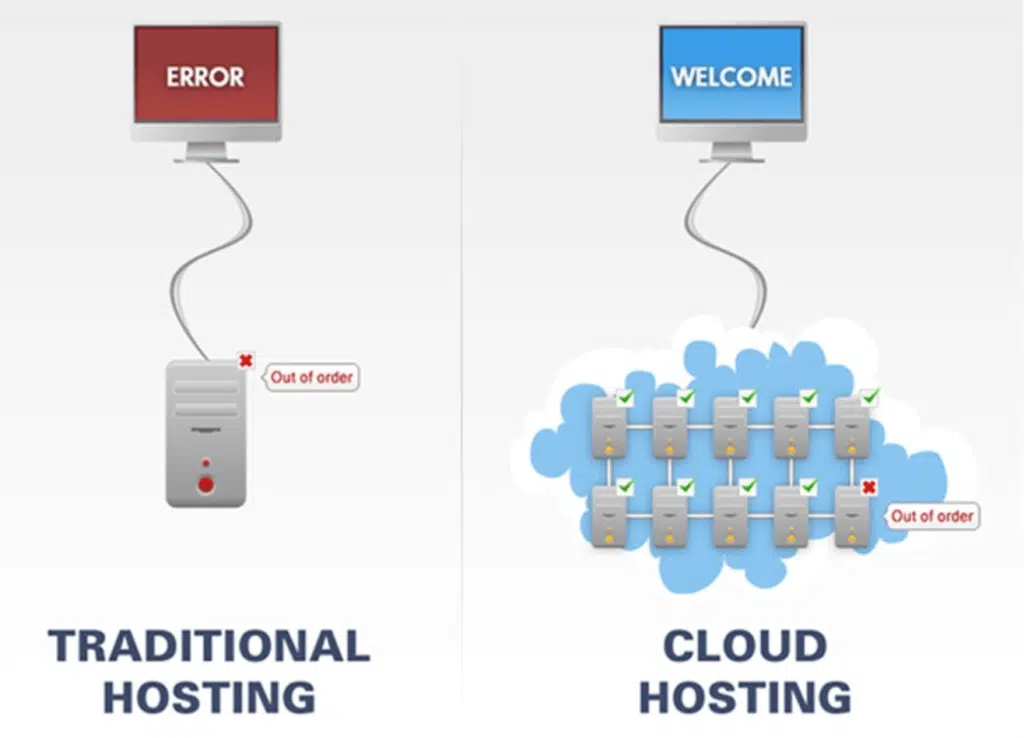 ERROR
Out of order
TRADITIONAL
HOSTING
WELCOME
Out of order
CLOUD
HOSTING